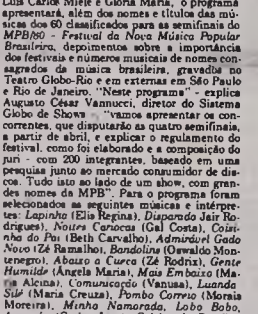 Luís Carlos Miele e Glória Maria, o programa
apresentará, além dos nomes e títulos das mú-
sicas dos 60 classificados para as semifinais do
MPB/80 - Festival da Nova Música Popular
Brasileira, depoimentos sobre a importância
dos festivais e números musicais de nomes con-
sagrados da música brasileira, gravados no
Teatro Globo Rio e em externas em São Paulo
e Rio de Janeiro. "Neste programa" - explica
Augusto César Vannucci, diretor do Sistema
Globo de Shows - "vamos apresentar os con-
correntes, que disputarão as quatro semifinais,
a partir de abril, e explicar o regulamento do
festival, como foi elaborado e a composição do
juri - com 200 integrantes, baseado em uma
pesquisa junto ao mercado consumidor de dis-
cos. Tudo isto ao lado de um show, com gran-
des nomes da MPB". Para o programa foram
selecionados as seguintes músicas e intérpre-
tes: Lapinha (Elis Regina), Disparada Jair Ro-
drigues), Noites Cariocas (Gal Costa), Coisi-
nha do Pai (Beth Carvalho), Admirável Gado
Novo (Zé Ramalho), Bandolins (Oswaldo Mon-
tenegro), Abaixo a Cueca (Zé Rodrix), Gente
Humilde (Ângela Maria), Mais Embaixo (Ma-
ria Alcina), Comunicação (Vanusa), Luanda
(Maria Creuza), Pombo Correio (Morais
Moreira), Minha Namorada, Lobo Bobo,